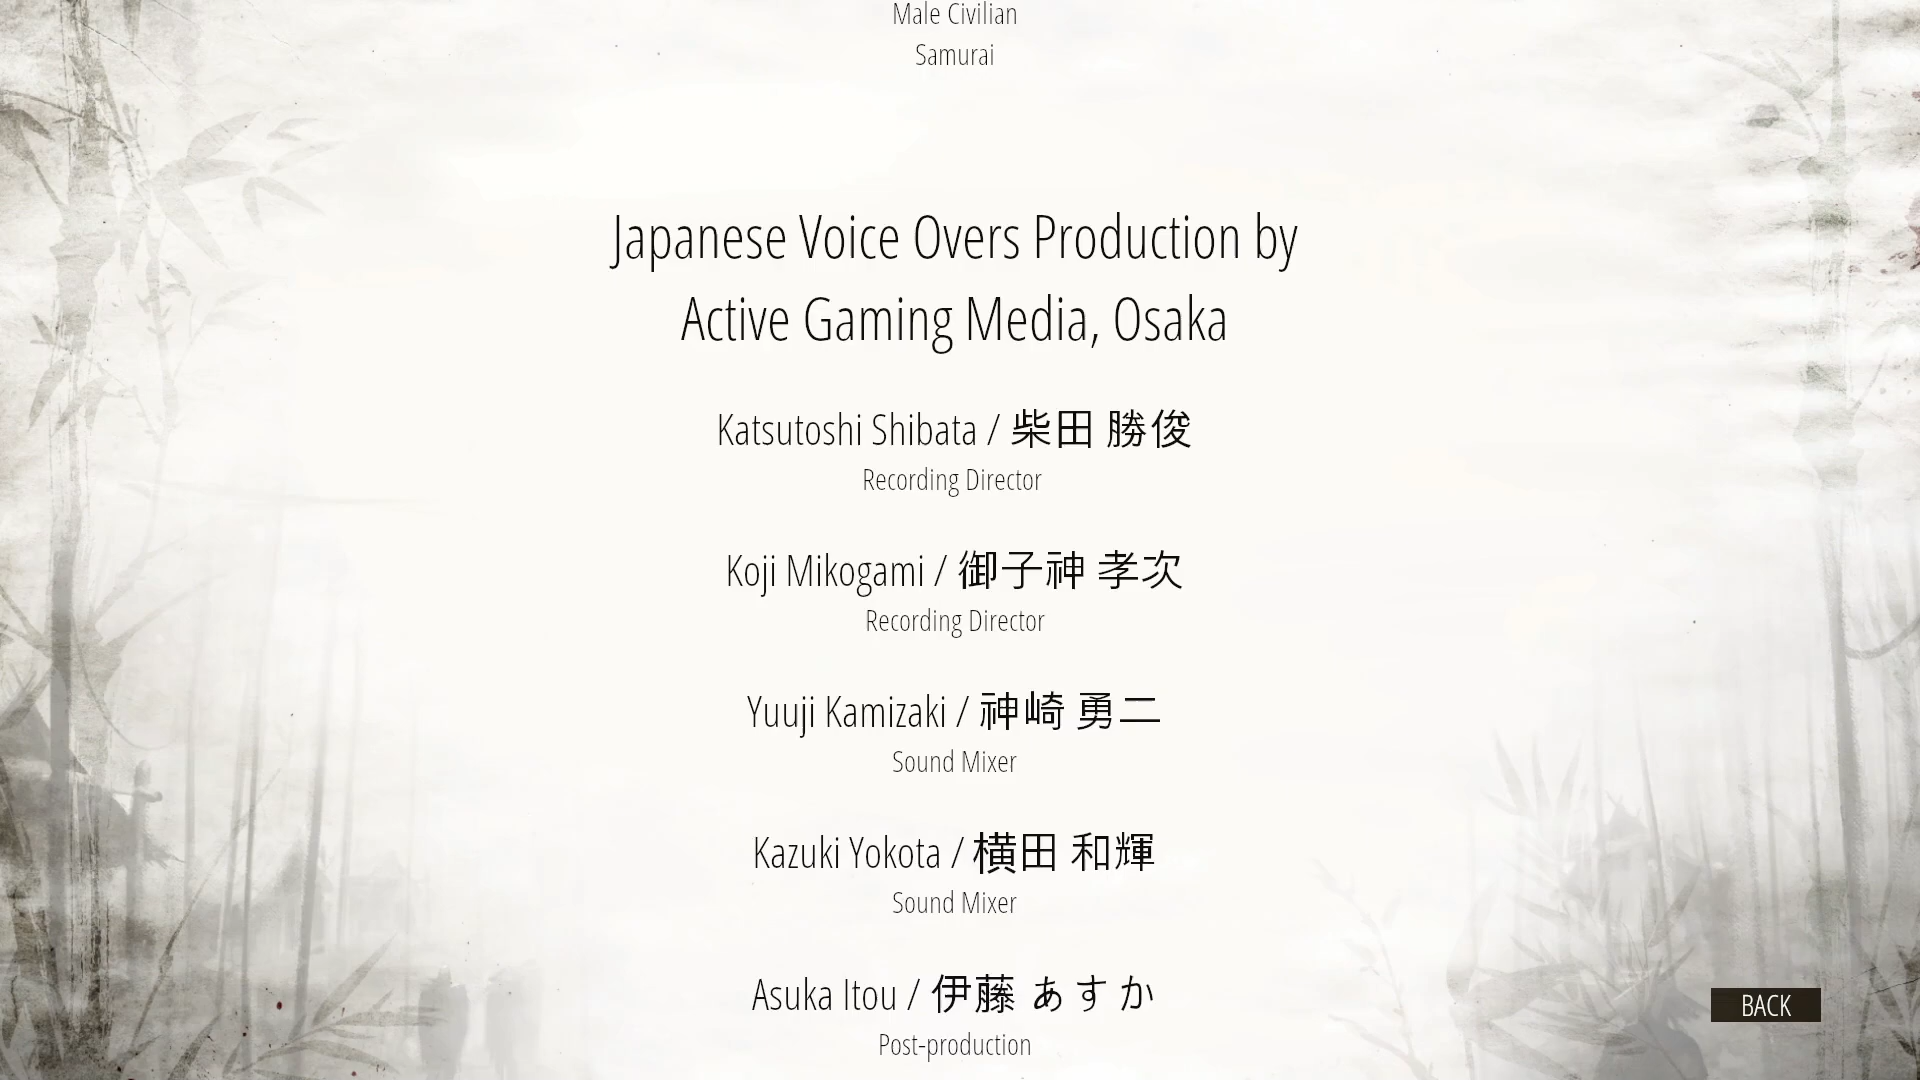 Male Civilian
Samurai
Japanese Voice Overs Production by
Active Gaming Media, Osaka
Katsutoshi Shibata / 柴田 勝俊
Recording Director
Koji Mikogami / 御子神 孝次
Recording Director
Yuuji Kamizaki / 神崎 勇二
Sound Mixer
Kazuki Yokota / 横田 和輝
Sound Mixer
Asuka Itou / 伊藤 あすか
Post-production
BACK